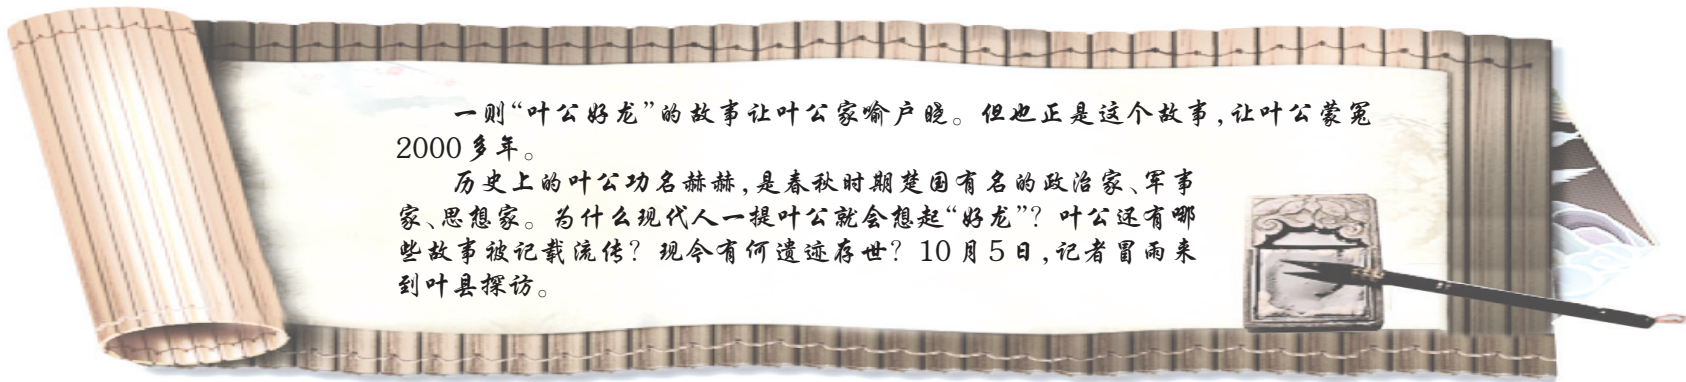 一则“叶公好龙”的故事让叶公家喻户晓。但也正是这个故事,让叶公蒙冤
2000多年。
历史上的叶公功名赫赫,是春秋时期楚国有名的政治家、军事
家、思想家。为什么现代人一提叶公就会想起“好龙”?叶公还有哪
些故事被记载流传?现今有何遗迹存世?10月5日,记者冒雨来
到叶县探访。